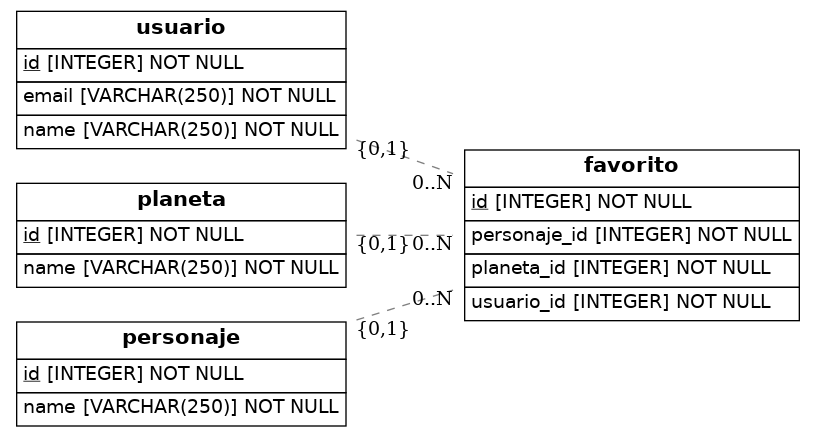 usuario
id [INTEGER] NOT NULL
email [VARCHAR(250)] NOT NULL
name [VARCHAR(250)] NOT NULL
planeta
id [INTEGER] NOT NULL
name [VARCHAR(250)] NOT NULL
personaje
id [INTEGER] NOT NULL
name [VARCHAR(250)] NOT NULL
{0,1}
0..N
{0,1}
0..N
0..N
{0,1}
favorito
id [INTEGER] NOT NULL
personaje_id [INTEGER] NOT NULL
planeta_id [INTEGER] NOT NULL
usuario_id [INTEGER] NOT NULL